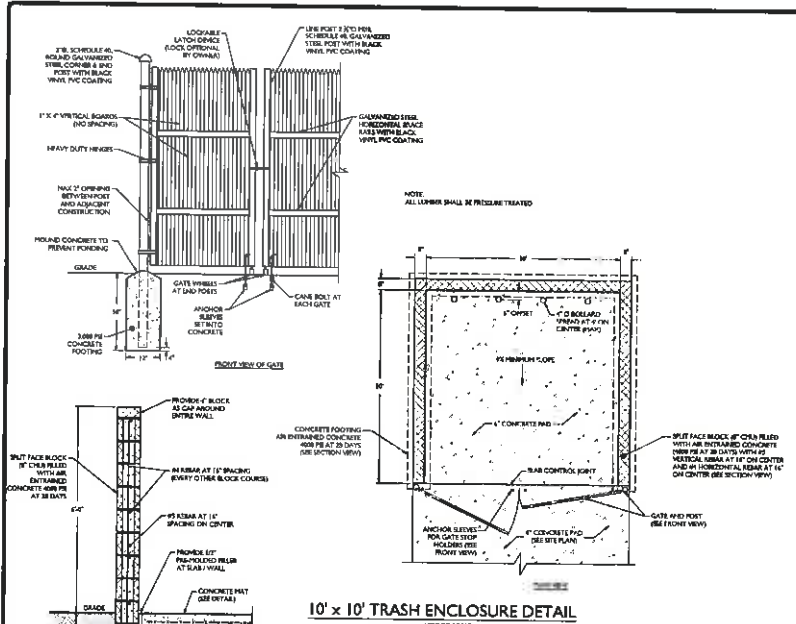 2" Ø, SCHEDULE 40,
ROUND GALVANIZED
STEEL CORNER & END
POST WITH BLACK
VINYL PVC COATING
1" X 4" VERTICAL BOARDS
(NO SPACING)
HEAVY DUTY HINGES
MAX 2" OPENING
BETWEEN POST
AND ADJACENT
CONSTRUCTION
MOUND CONCRETE TO
PREVENT PONDING
GRADE
CONCRETE
FOOTING
12"
6"
LOCKABLE
LATCH DEVICE
(LOCK OPTIONAL
BY OWNER)
LINE POST
SCHEDULE 40, GALVANIZED
STEEL POST WITH BLACK
VINYL PVC COATING
GALVANIZED STEEL
HORIZONTAL BRACE
RAILS WITH BLACK
VINYL PVC COATING
GATE WHEELS
AT END POSTS
ANCHOR
SLEEVES
SET INTO
CONCRETE
CANE BOLT AT
EACH GATE
FRONT VIEW OF GATE
NOTE:
ALL LUMBER SHALL BE PRESSURE TREATED
8"
10'
8"
8"
10'
6" OFFSET
4" Ø BOLLARD
SPREAD AT 4' ON
CENTER (MAX)
MINIMUM SLOPE
6" CONCRETE PAD
CONCRETE FOOTING
AIR ENTRAINED CONCRETE
4000 PSI AT 28 DAYS
(SEE SECTION VIEW)
SLAB CONTROL JOINT
SPLIT FACE BLOCK (8" CMU) FILLED
WITH AIR ENTRAINED CONCRETE
(4000 PSI AT 28 DAYS) WITH #5
VERTICAL REBAR AT 16" ON CENTER
AND #4 HORIZONTAL REBAR AT 16"
ON CENTER (SEE SECTION VIEW)
GATE AND POST
(SEE FRONT VIEW)
ANCHOR SLEEVES
FOR GATE STOP
HOLDERS (SEE
FRONT VIEW)
CONCRETE PAD
(SEE SITE PLAN)
PROVIDE 4" BLOCK
AS CAP AROUND
ENTIRE WALL
SPLIT FACE BLOCK
(8" CMU) FILLED
WITH AIR
ENTRAINED
CONCRETE 4000 PSI
AT 28 DAYS
#4 REBAR AT 16" SPACING
(EVERY OTHER BLOCK COURSE)
6'-0"
#5 REBAR AT 16"
SPACING ON CENTER
PROVIDE 1/2"
PRE-MOLDED FILLER
AT SLAB / WALL
GRADE
CONCRETE MAT
(SEE DETAIL)
10' x 10' TRASH ENCLOSURE DETAIL